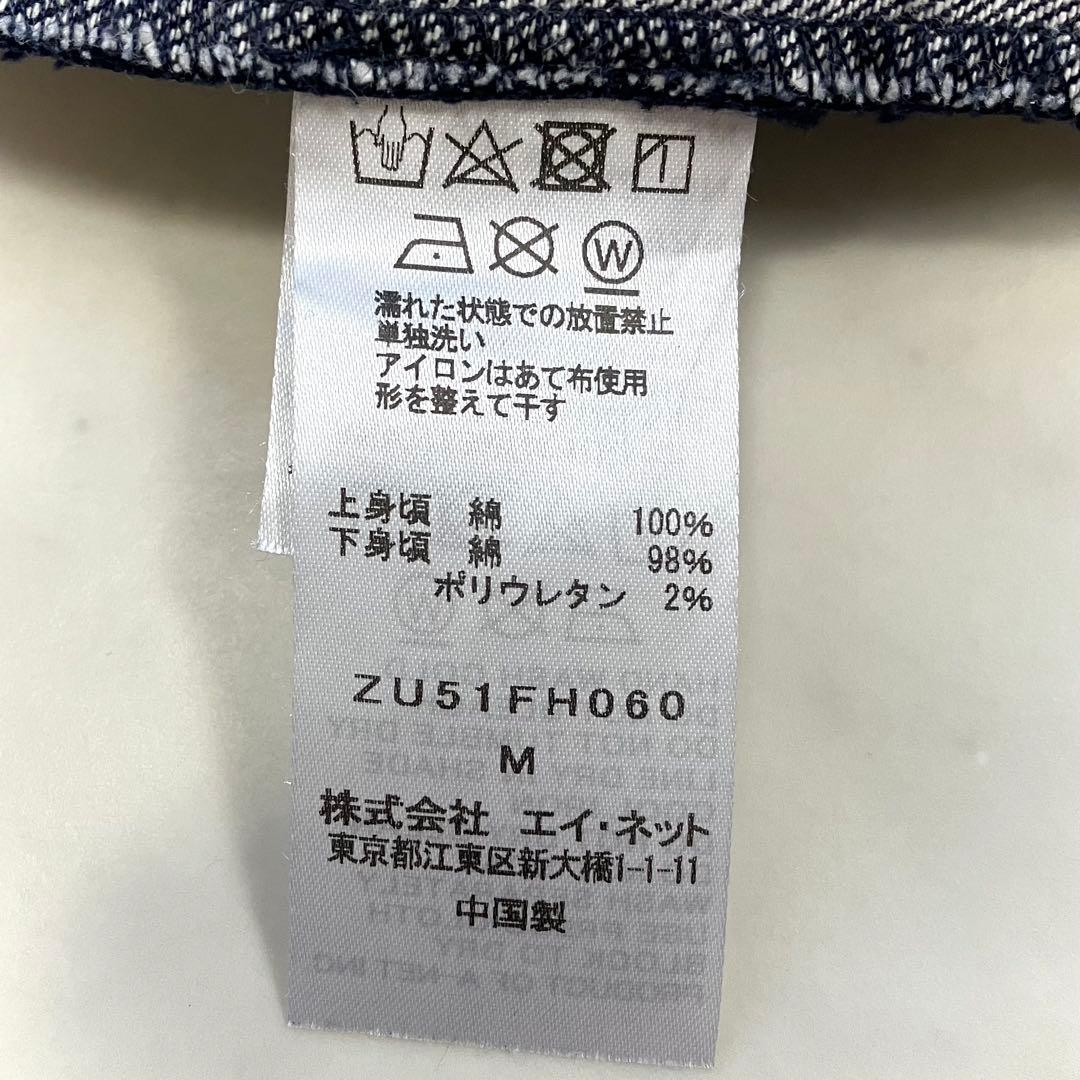 W
濡れた状態での放置禁止
単独洗い
アイロンはあて布使用
形を整えて干す
上身頃 綿 100%
下身頃 綿 98%
ポリウレタン 2%
ZU51FH060
M
株式会社 エイ・ネット
東京都江東区新大橋1-1-11
中国製